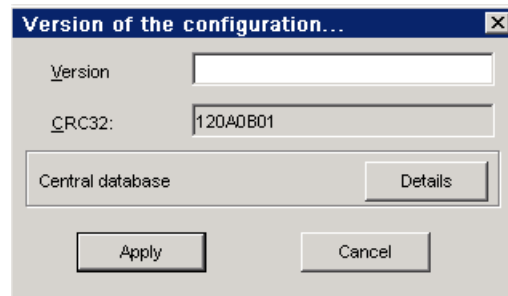 Version of the configuration...
Version
CRC32: 120A0B01
Central database Details
Apply Cancel